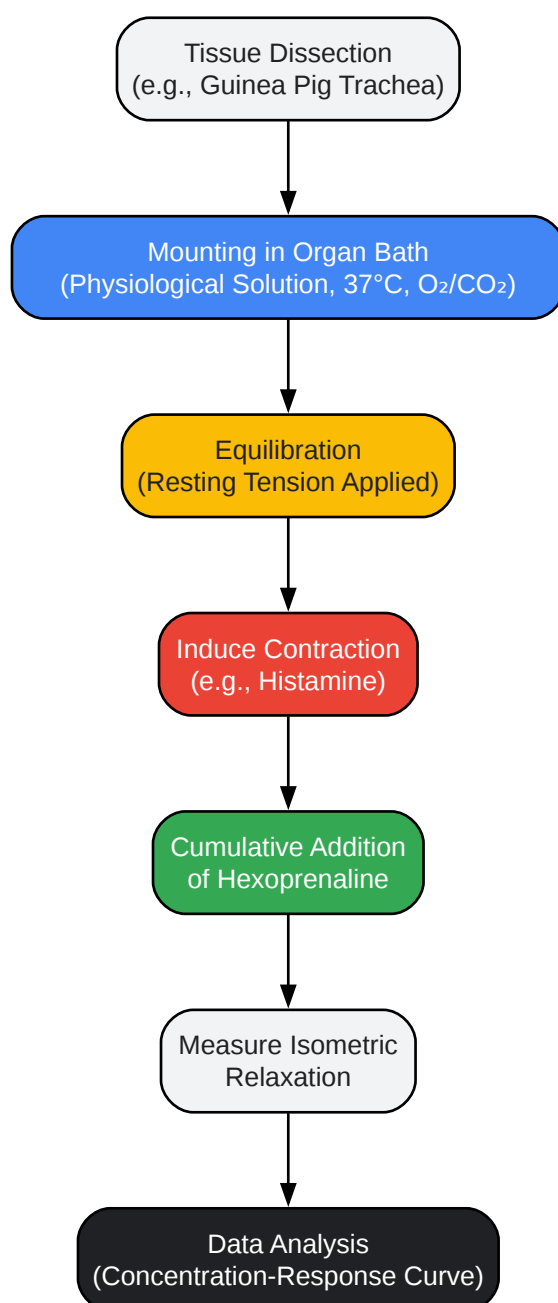 Tissue Dissection
(e.g., Guinea Pig Trachea)
Mounting in Organ Bath
(Physiological Solution, 37°C, O₂/CO₂)
Equilibration
(Resting Tension Applied)
Induce Contraction
(e.g., Histamine)
Cumulative Addition
of Hexoprenaline
Measure Isometric
Relaxation
Data Analysis
(Concentration-Response Curve)